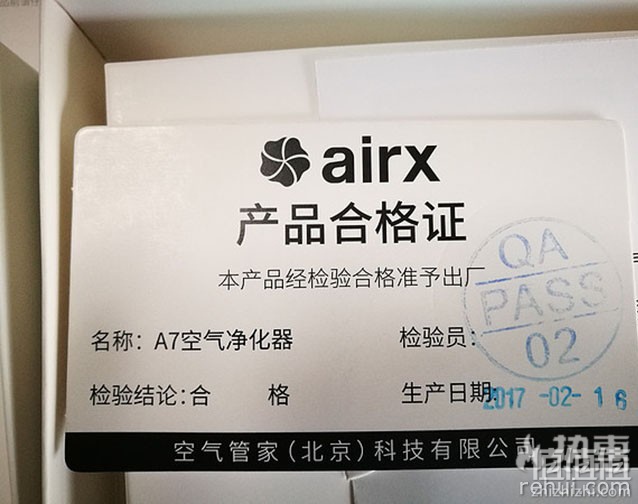 airx
产品合格证
本产品经检验合格准予出厂
QA
PASS
02
名称：A7空气净化器
检验员：
检验结论：合 格
生产日期：2017-02-16
空气管家（北京）科技有限公司